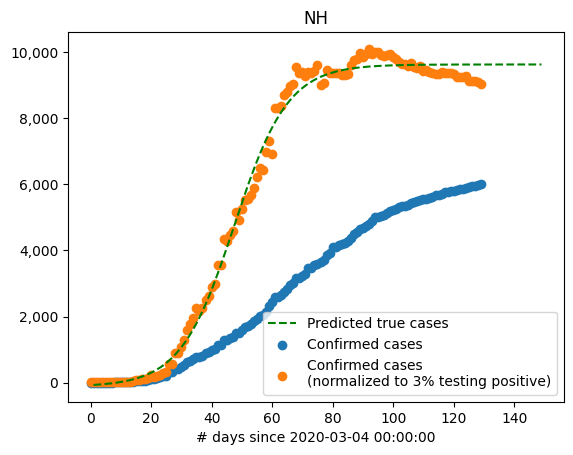 NH
10,000
8,000
6,000
4,000
2,000
0
Predicted true cases
Confirmed cases
Confirmed cases
(normalized to 3% testing positive)
0 20 40 60 80 100 120 140
# days since 2020-03-04 00:00:00